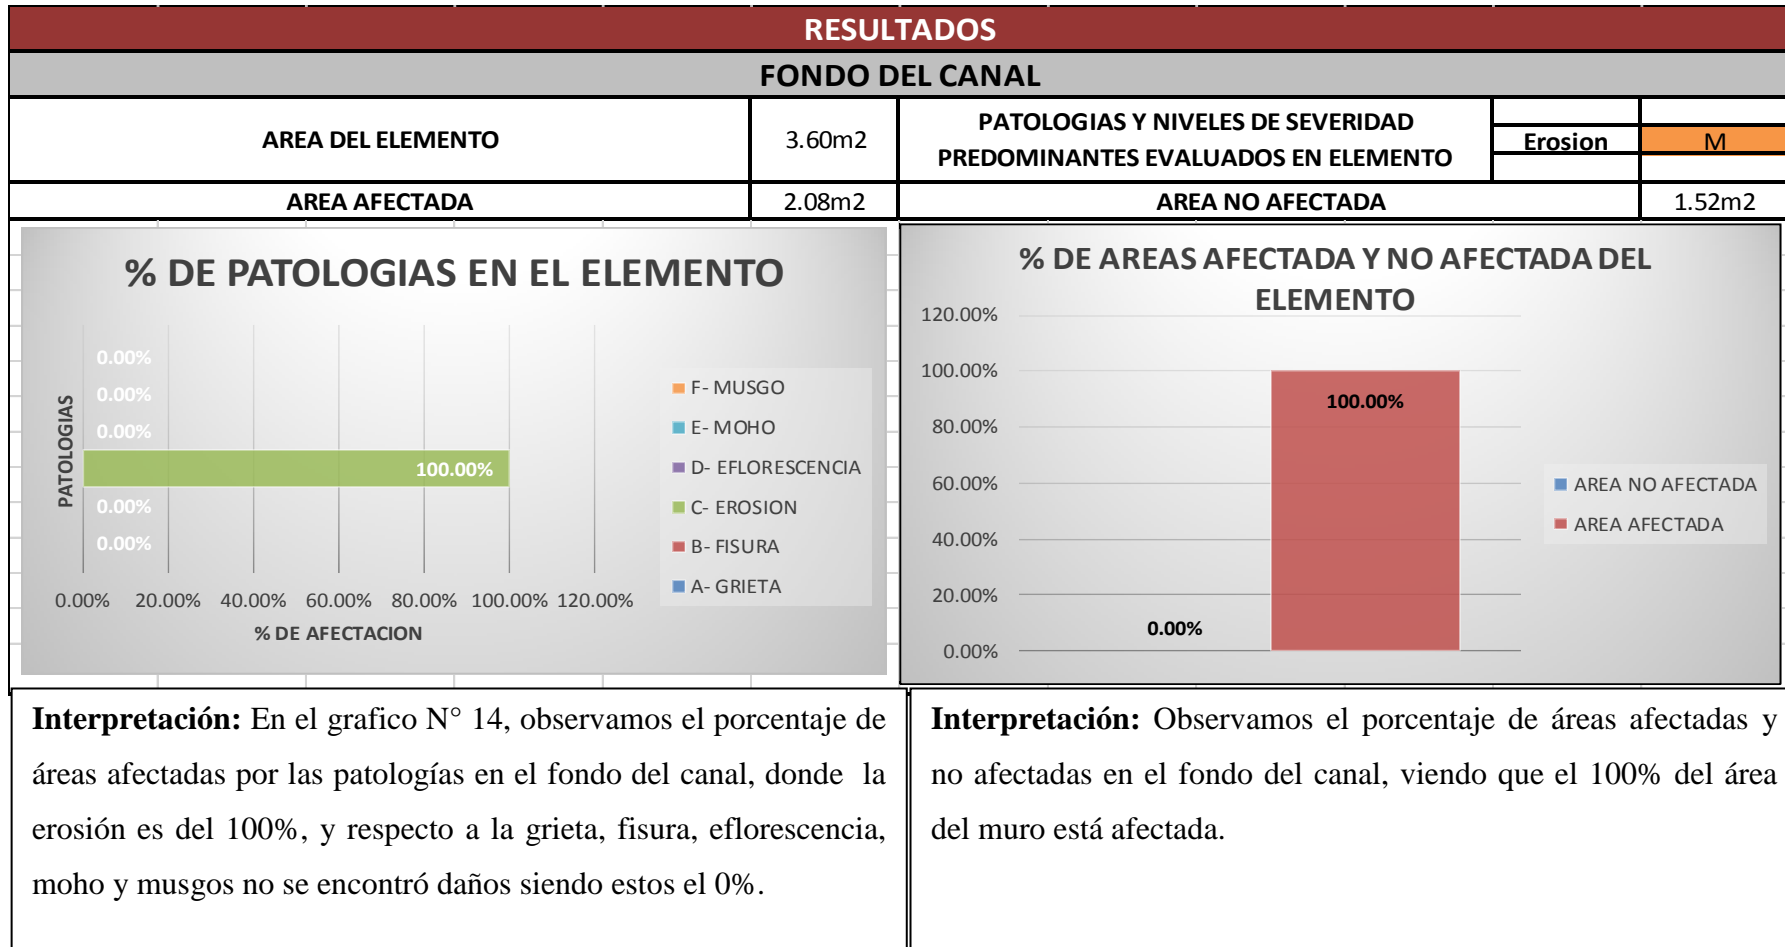 RESULTADOS
FONDO DEL CANAL
AREA DEL ELEMENTO
3.60m2
PATOLOGIAS Y NIVELES DE SEVERIDAD
PREDOMINANTES EVALUADOS EN ELEMENTO
Erosion
M
AREA AFECTADA
2.08m2
AREA NO AFECTADA
1.52m2
% DE PATOLOGIAS EN EL ELEMENTO
PATOLOGIAS
0.00%
0.00%
0.00%
100.00%
0.00%
0.00%
0.00% 20.00% 40.00% 60.00% 80.00% 100.00% 120.00%
% DE AFECTACION
F- MUSGO
E- MOHO
D- EFLORESCENCIA
C- EROSION
B- FISURA
A- GRIETA
% DE AREAS AFECTADA Y NO AFECTADA DEL
ELEMENTO
120.00%
100.00%
80.00%
60.00%
40.00%
20.00%
0.00%
100.00%
0.00%
AREA NO AFECTADA
AREA AFECTADA
Interpretación: En el grafico N° 14, observamos el porcentaje de
áreas afectadas por las patologías en el fondo del canal, donde la
erosión es del 100%, y respecto a la grieta, fisura, eflorescencia,
moho y musgos no se encontró daños siendo estos el 0%.
Interpretación: Observamos el porcentaje de áreas afectadas y
no afectadas en el fondo del canal, viendo que el 100% del área
del muro está afectada.